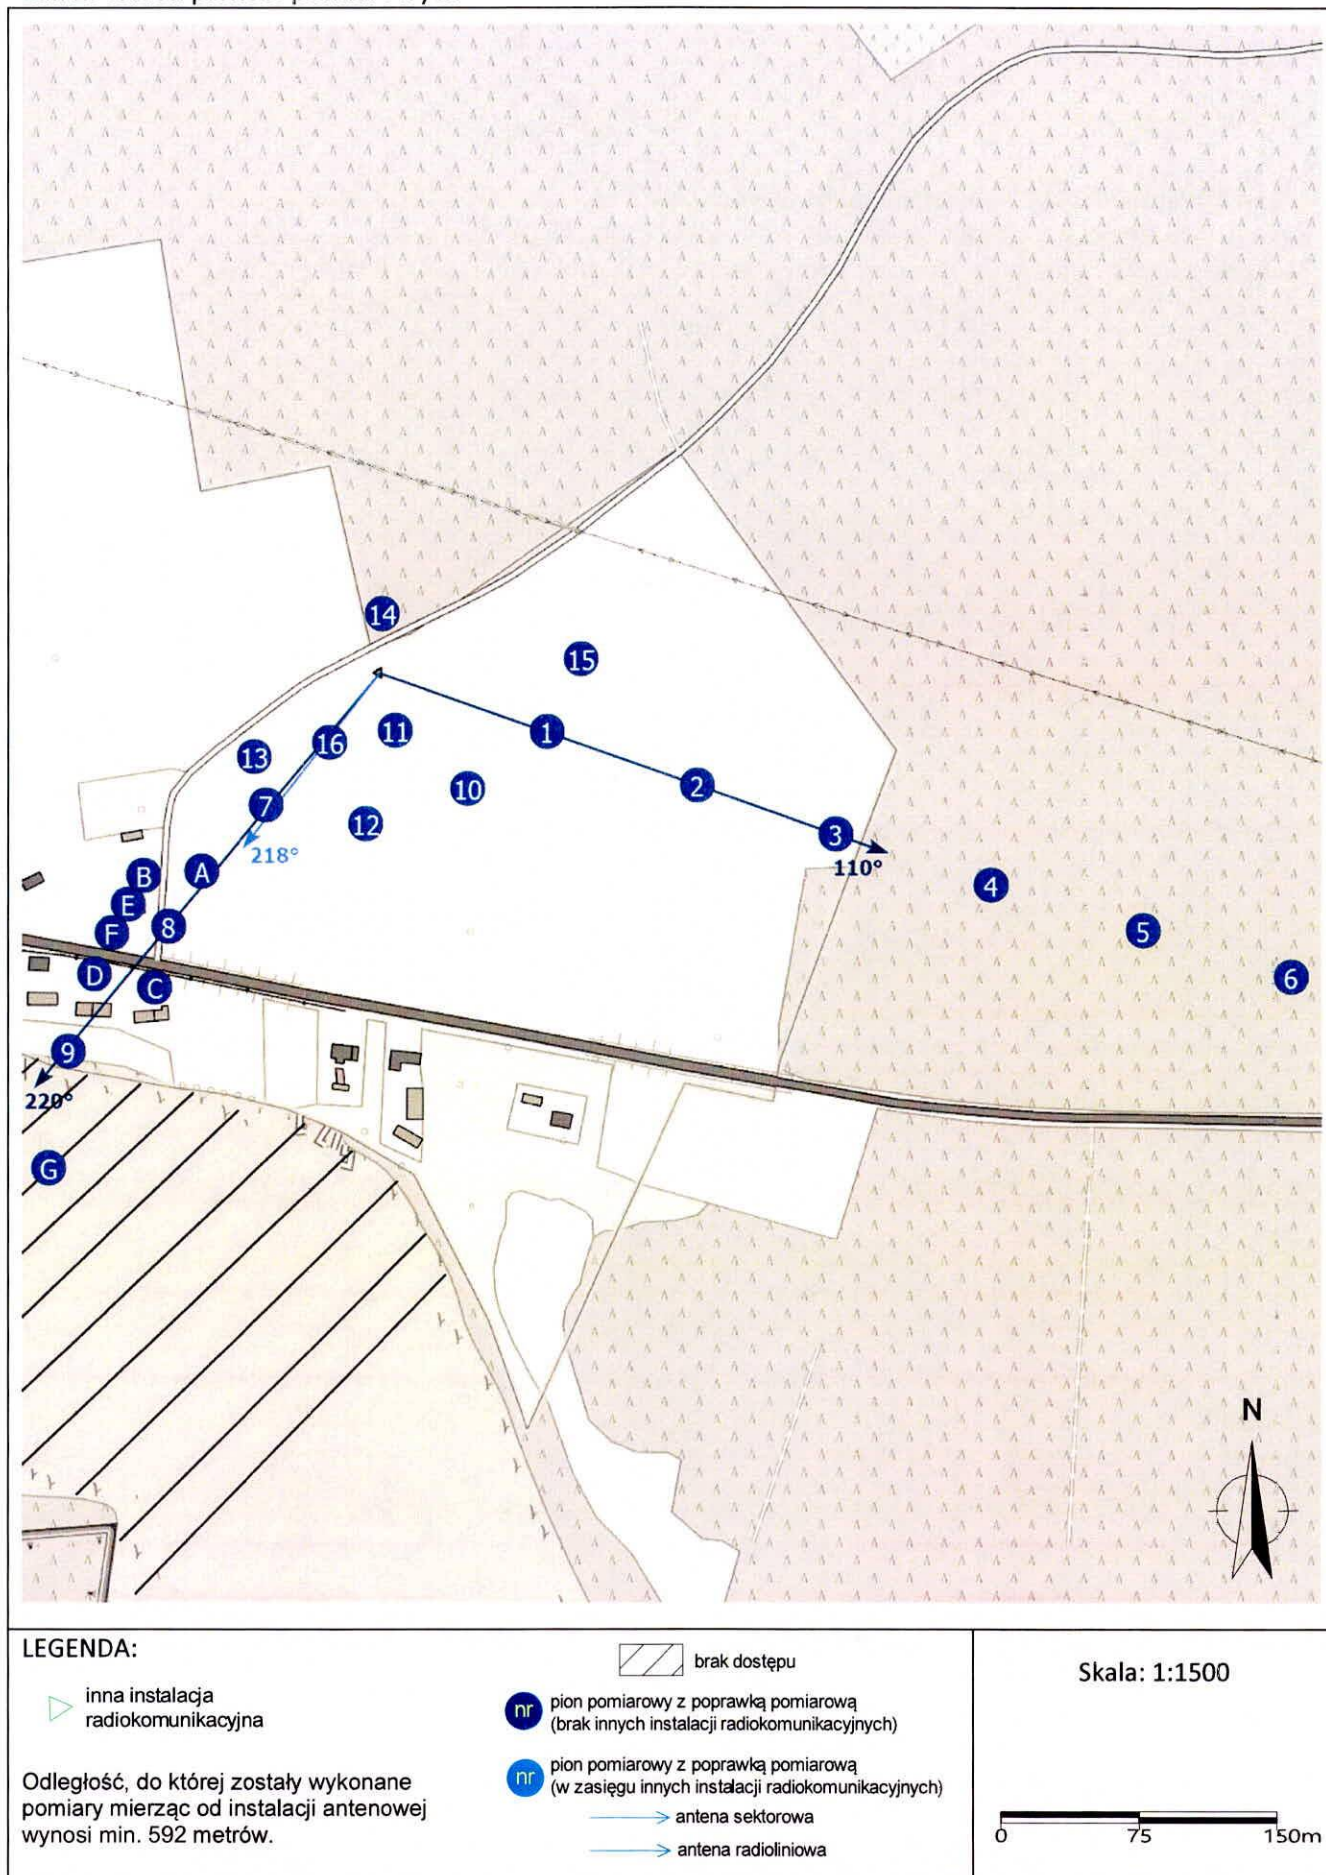 14
15
11
16
1
13
10
2
7
12
3
218°
110°
A
B
4
E
8
F
5
D
C
6
9
220°
G
N
LEGENDA:
inna instalacja
radiokomunikacyjna
Odległość, do której zostały wykonane
pomiary mierząc od instalacji antenowej
wynosi min. 592 metrów.
brak dostępu
nr pion pomiarowy z poprawką pomiarową
(brak innych instalacji radiokomunikacyjnych)
nr pion pomiarowy z poprawką pomiarową
(w zasięgu innych instalacji radiokomunikacyjnych)
antena sektorowa
antena radioliniowa
Skala: 1:1500
0 75 150m